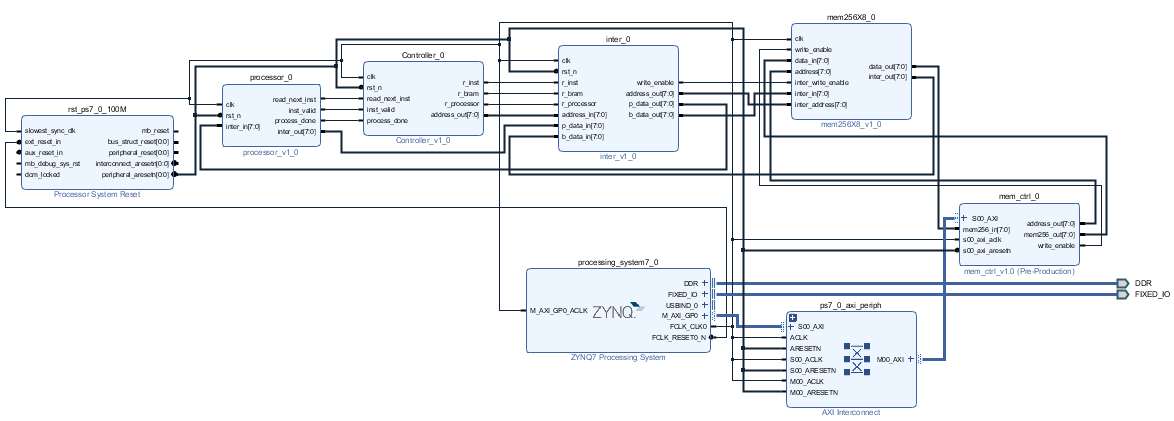 rst_ps7_0_100M
slowest_sync_clk
ext_reset_in
aux_reset_in
mb_debug_sys_rst
dcm_locked
mb_reset
bus_struct_reset[0:0]
peripheral_reset[0:0]
interconnect_aresetn[0:0]
peripheral_aresetn[0:0]
Processor System Reset
processor_0
clk
rst_n
inter_in[7:0]
read_next_inst
inst_valid
process_done
inter_out[7:0]
processor_v1_0
Controller_0
clk
rst_n
read_next_inst
inst_valid
process_done
r_inst
r_bram
r_processor
address_out[7:0]
Controller_v1_0
inter_0
clk
rst_n
r_inst
r_bram
r_processor
address_in[7:0]
p_data_in[7:0]
b_data_in[7:0]
write_enable
address_out[7:0]
p_data_out[7:0]
b_data_out[7:0]
inter_v1_0
mem256X8_0
clk
write_enable
data_in[7:0]
address[7:0]
inter_write_enable
inter_in[7:0]
inter_address[7:0]
data_out[7:0]
inter_out[7:0]
mem256X8_v1_0
mem_ctrl_0
S00_AXI
mem256_in[7:0]
s00_axi_aclk
s00_axi_aresetn
address_out[7:0]
mem256_out[7:0]
write_enable
mem_ctrl_v1.0 (Pre-Production)
processing_system7_0
M_AXI_GP0_ACLK
ZYNQ
DDR
FIXED_IO
USBIND_0
M_AXI_GP0
FCLK_CLK0
FCLK_RESET0_N
ZYNQ7 Processing System
DDR
FIXED_IO
ps7_0_axi_periph
S00_AXI
ACLK
ARESETN
S00_ACLK
S00_ARESETN
M00_ACLK
M00_ARESETN
M00_AXI
AXI Interconnect